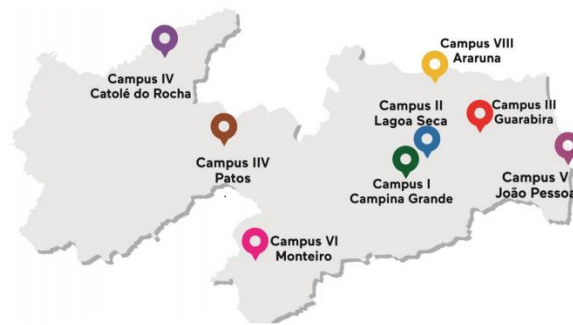 Campus VIII
Araruna
Campus IV
Catolé do Rocha
Campus II
Lagoa Seca
Campus III
Guarabira
Campus IIV
Patos
Campus I
Campina Grande
Campus V
João Pessoa
Campus VI
Monteiro